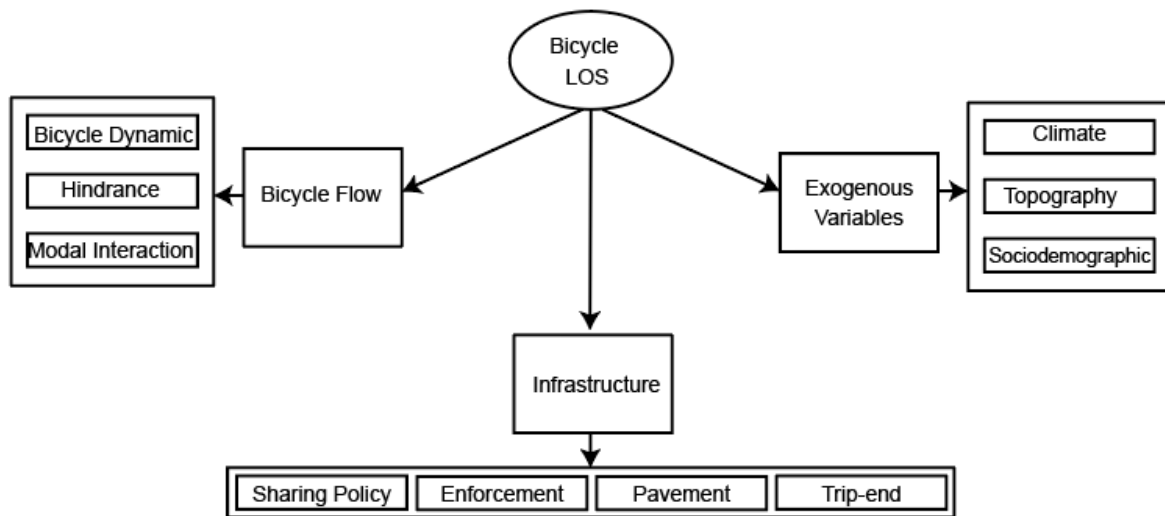 Bicycle
LOS
Bicycle Dynamic
Hindrance
Modal Interaction
Bicycle Flow
Exogenous
Variables
Climate
Topography
Sociodemographic
Infrastructure
Sharing Policy
Enforcement
Pavement
Trip-end